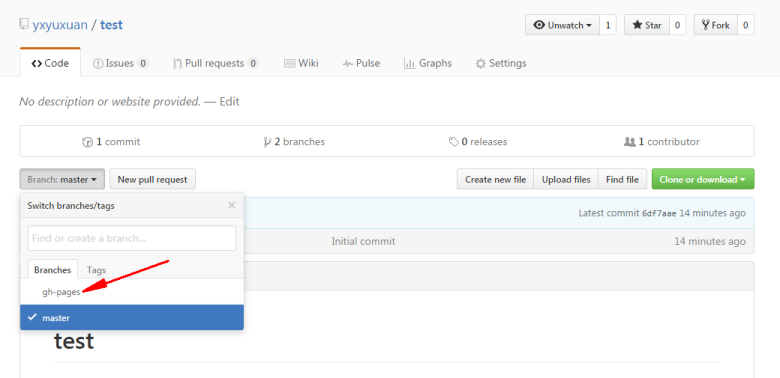 yxyuxuan / test
Unwatch 1 Star 0 Fork 0
Code Issues 0 Pull requests 0 Wiki Pulse Graphs Settings
No description or website provided. — Edit
1 commit 2 branches 0 releases 1 contributor
Branch: master New pull request Create new file Upload files Find file Clone or download
Switch branches/tags
Latest commit 6df7aae 14 minutes ago
Find or create a branch...
Initial commit 14 minutes ago
Branches Tags
gh-pages
master
test